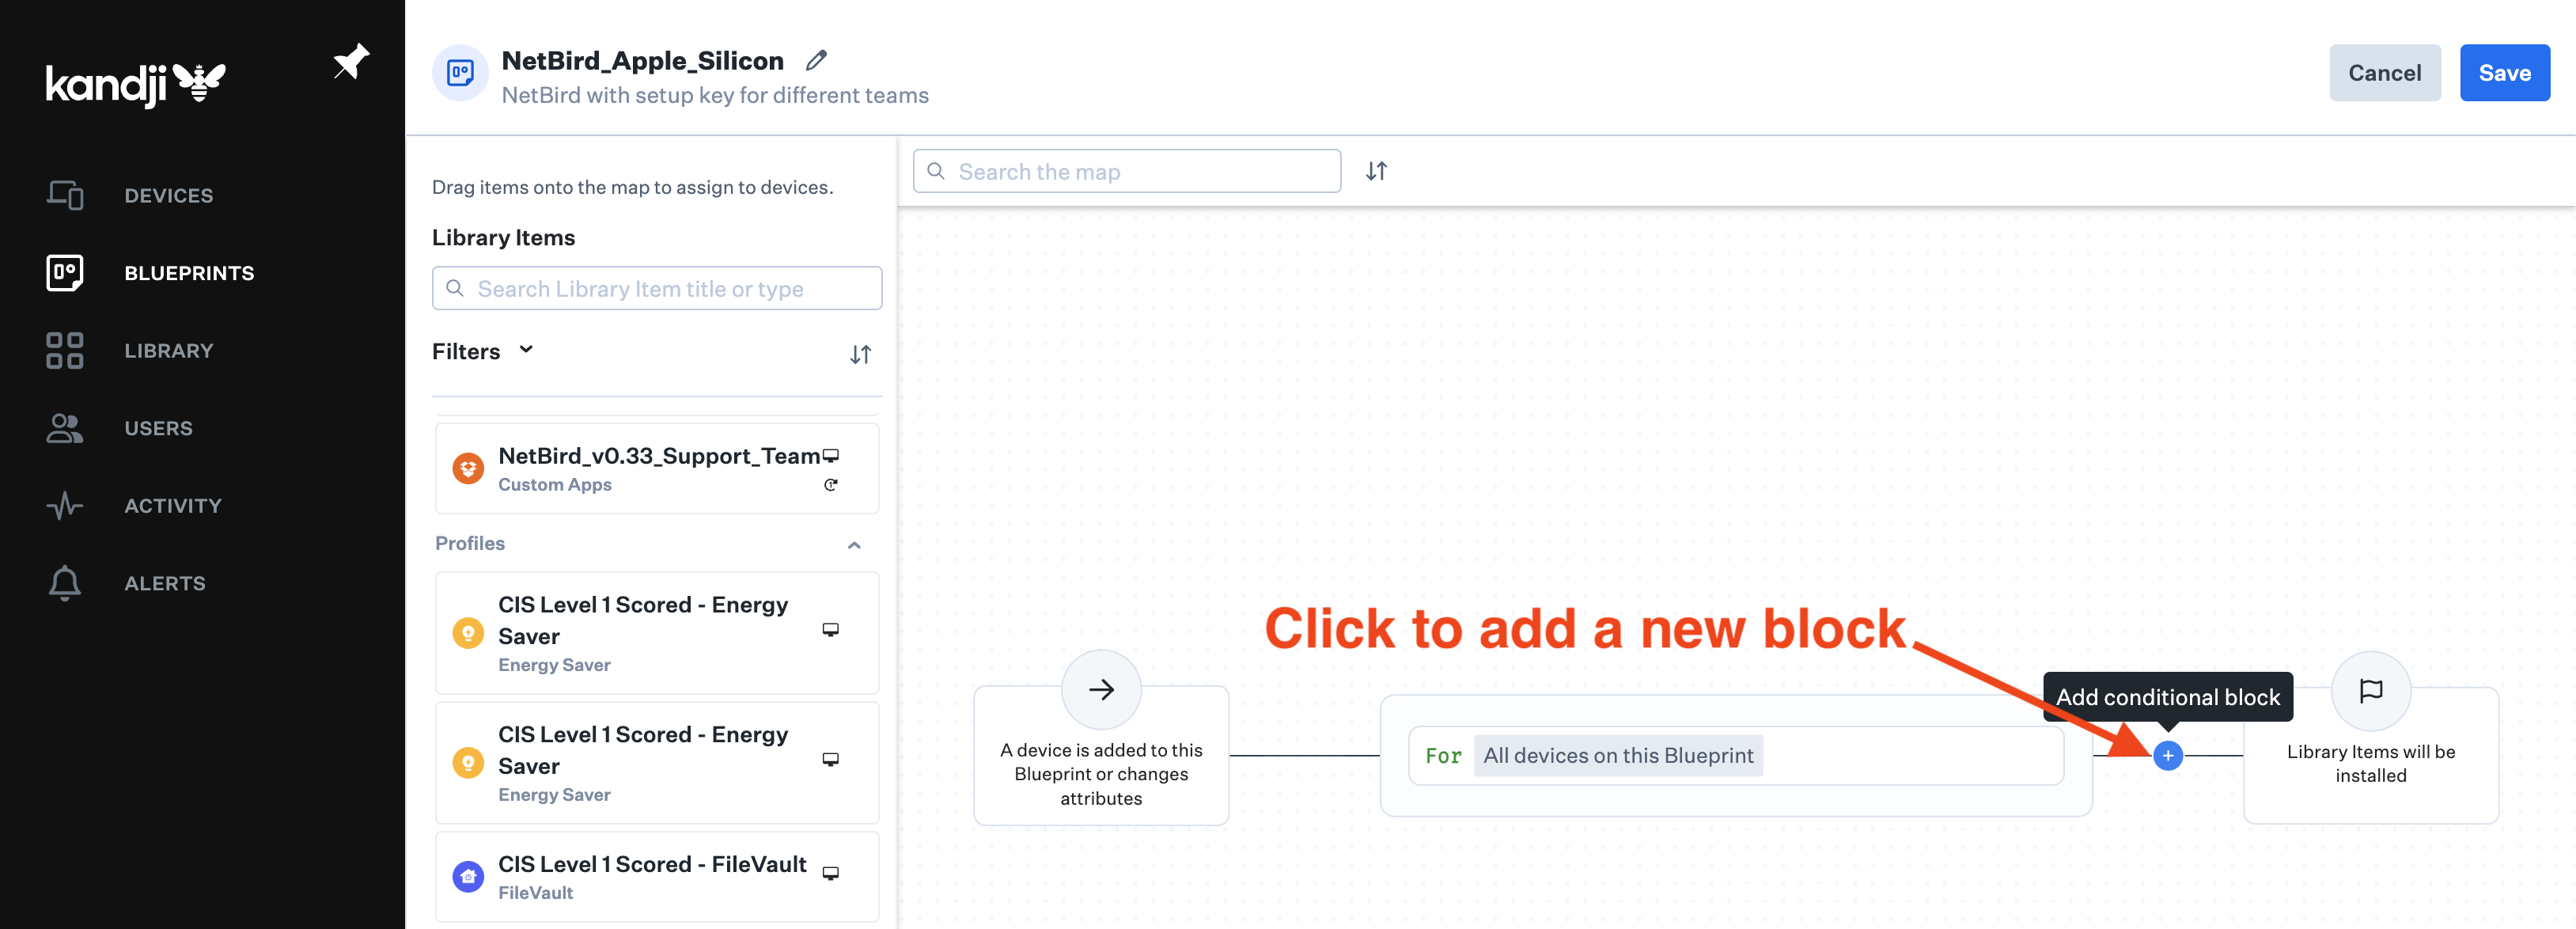 kandji
DEVICES
BLUEPRINTS
LIBRARY
USERS
ACTIVITY
ALERTS
NetBird_Apple_Silicon
NetBird with setup key for different teams
Cancel
Save
Drag items onto the map to assign to devices.
Library Items
Search Library Item title or type
Filters
NetBird_v0.33_Support_Team
Custom Apps
Profiles
CIS Level 1 Scored - Energy
Saver
Energy Saver
CIS Level 1 Scored - Energy
Saver
Energy Saver
CIS Level 1 Scored - FileVault
FileVault
Search the map
Click to add a new block
Add conditional block
A device is added to this
Blueprint or changes
attributes
For All devices on this Blueprint
Library Items will be
installed